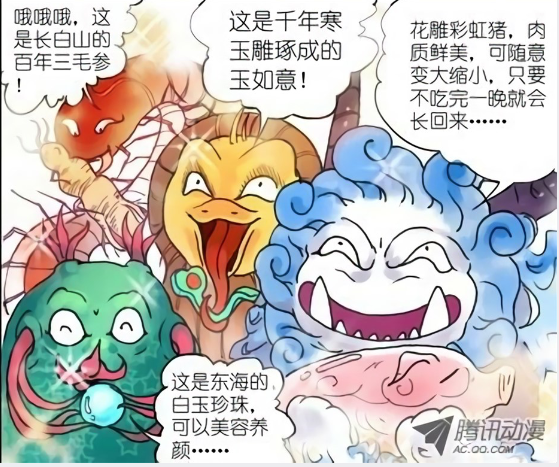 哦哦哦，这
是长白山的
百年三毛参
！
这是千年寒
玉雕琢成的
玉如意！
花雕彩虹猪，肉
质鲜美，可随意
变大缩小，只要
不吃完一晚就会
长回来……
这是东海的
白玉珍珠，
可以美容养
颜……
腾讯动漫
AC.QQ.COM